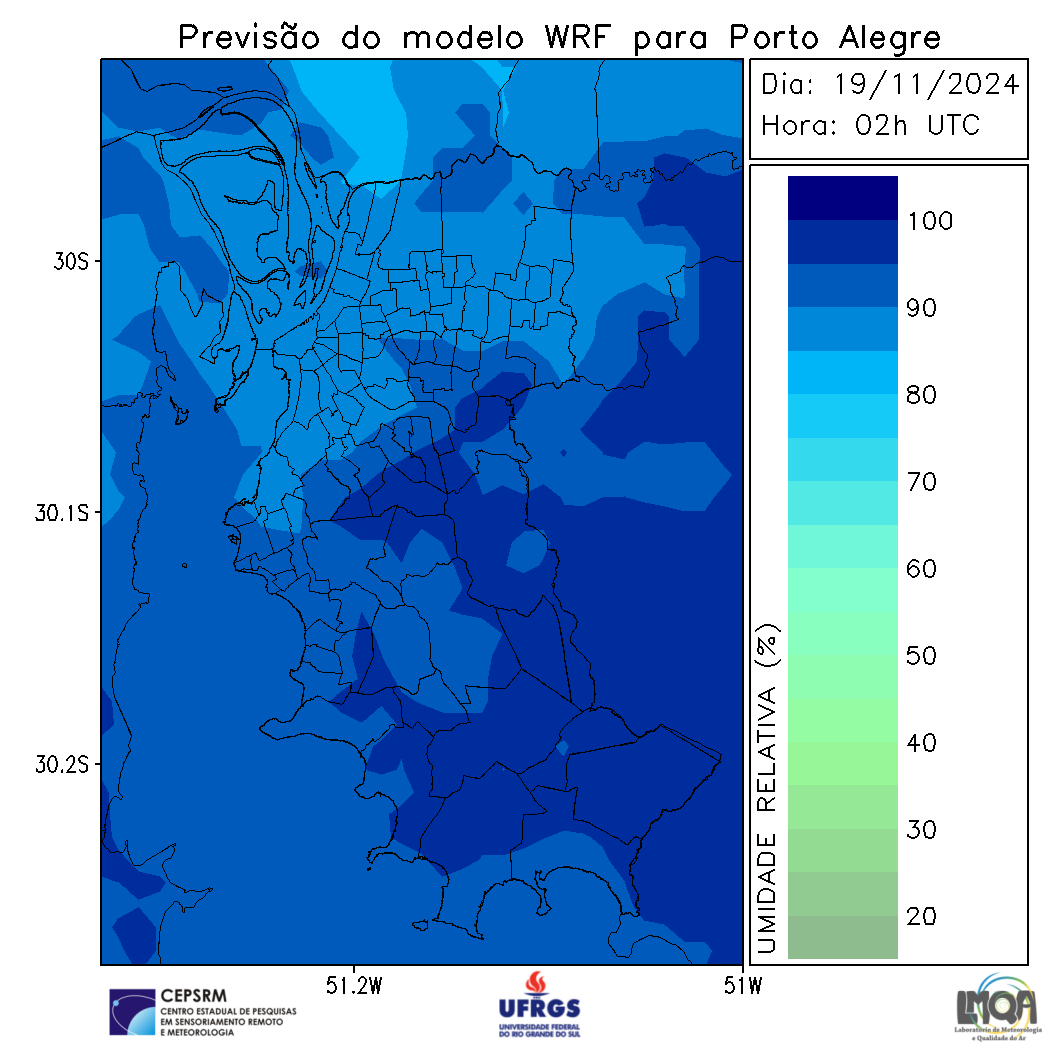 Previsão do modelo WRF para Porto Alegre
Dia: 19/11/2024
Hora: 02h UTC
30S
30.1S
30.2S
51.2W
51W
UMIDADE RELATIVA (%)
100
90
80
70
60
50
40
30
20
CEPSRM
CENTRO ESTADUAL DE PESQUISAS
EM SENSORIAMENTO REMOTO
E METEOROLOGIA
UFRGS
UNIVERSIDADE FEDERAL
DO RIO GRANDE DO SUL
LMQA
Laboratório de Meteorologia
e Qualidade do Ar